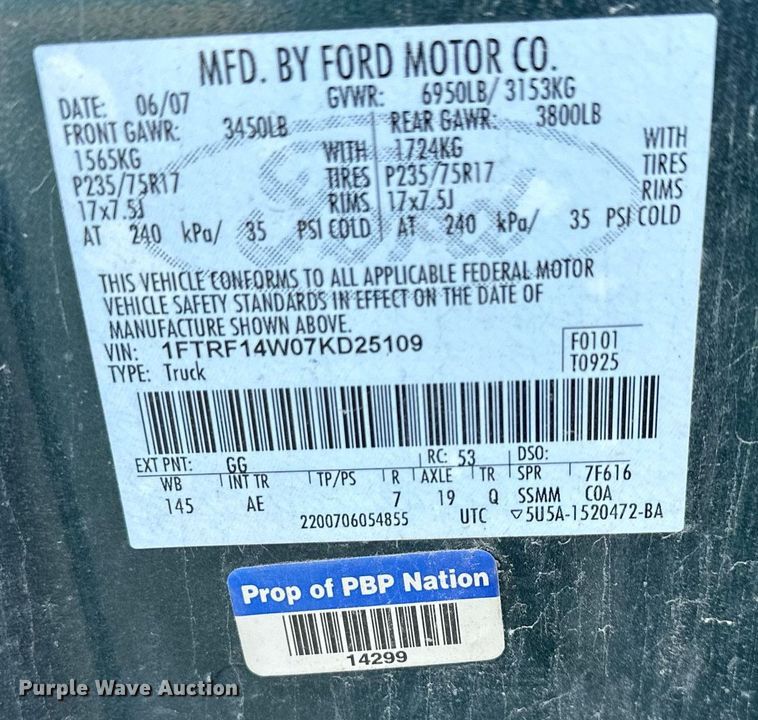 MFD. BY FORD MOTOR CO.
DATE: 06/07 GVWR: 6950LB/ 3153KG
FRONT GAWR: 3450LB REAR GAWR: 3800LB
1565KG WITH 1724KG WITH
P235/75R17 TIRES P235/75R17 TIRES
17x7.5J RIMS 17x7.5J RIMS
AT 240 kPa/ 35 PSI COLD AT 240 kPa/ 35 PSI COLD
Ford
THIS VEHICLE CONFORMS TO ALL APPLICABLE FEDERAL MOTOR
VEHICLE SAFETY STANDARDS IN EFFECT ON THE DATE OF
MANUFACTURE SHOWN ABOVE.
VIN: 1FTRF14W07KD25109 F0101
TYPE: Truck T0925
EXT PNT: GG RC: 53 DSO:
WB INT TR TP/PS R AXLE TR SPR 7F616
145 AE 7 19 Q SSMM COA
2200706054855 UTC ▽5U5A-1520472-BA
Prop of PBP Nation
14299
Purple Wave Auction